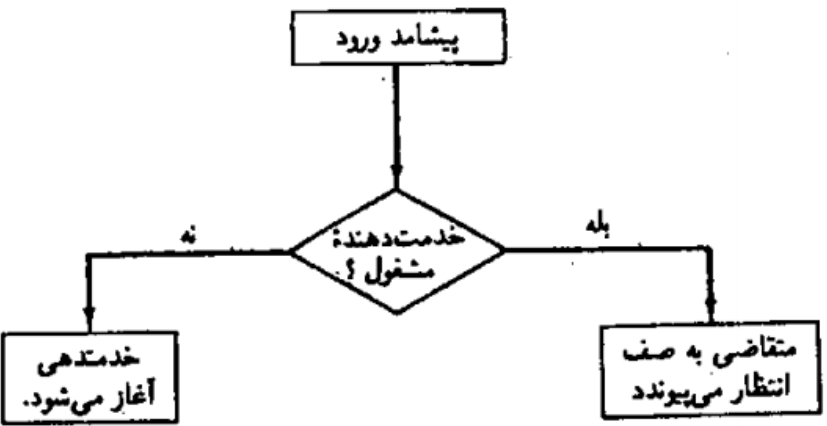 پیشامد ورود
خدمت‌دهندهٔ
مشغول ؟
بله
نه
متقاضی به صف
انتظار می‌پیوندد
خدمتدهی
آغاز می‌شود.